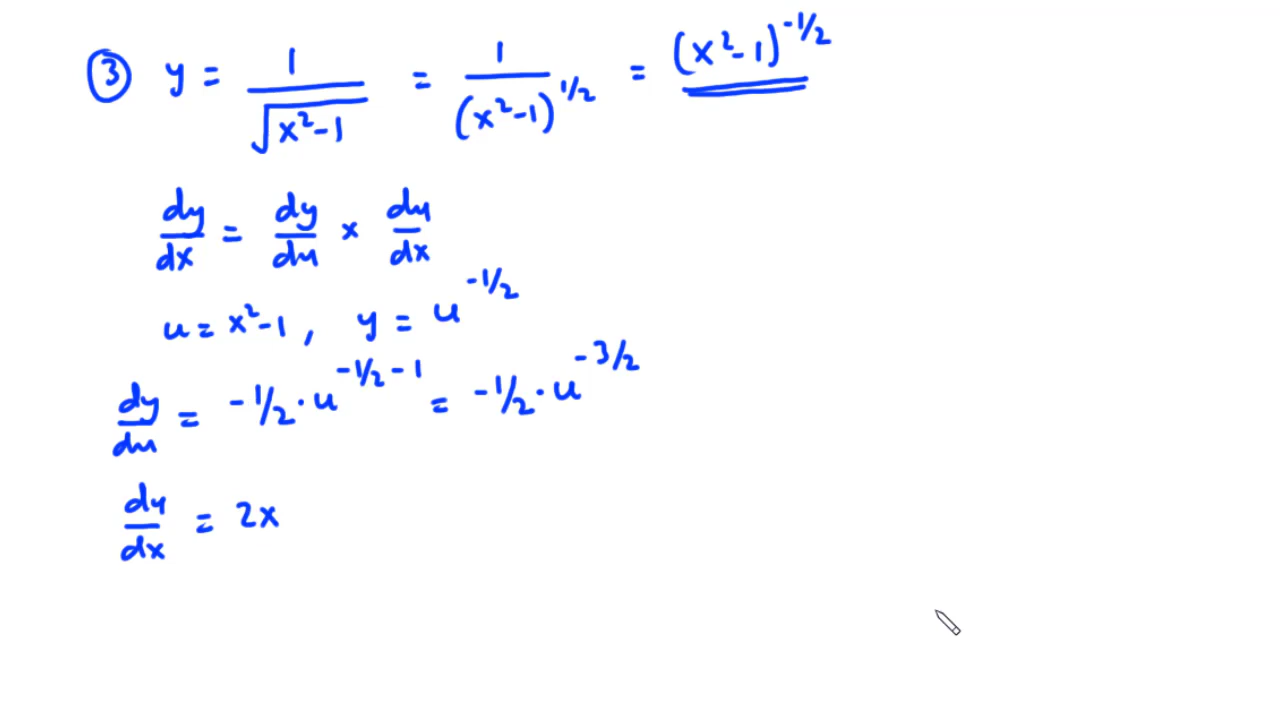 ③ y = 1/√(x²-1) = 1/(x²-1)^1/2 = (x²-1)^-1/2
dy/dx = dy/du × du/dx
u = x²-1, y = u^-1/2
dy/du = -1/2 · u^-1/2-1 = -1/2 · u^-3/2
du/dx = 2x